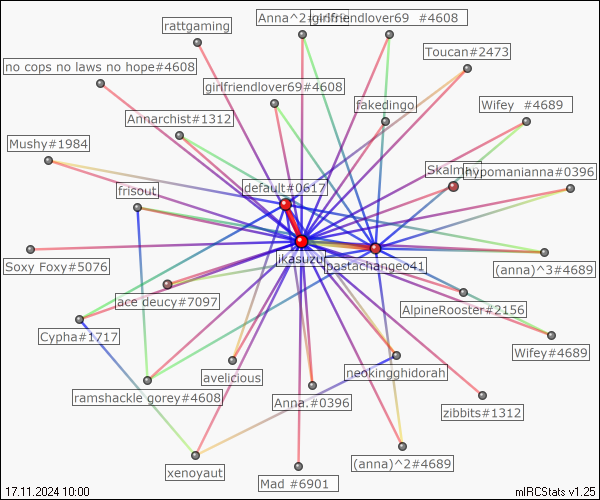 rattgaming
Anna^2#
girlfriendlover69 #4608
Toucan#2473
no cops no laws no hope#4608
girlfriendlover69#4608
fakedingo
Wifey #4689
Annarchist#1312
Mushy#1984
hypomanianna#0396
frisout
default#0617
jikasuzu
pastachangeo41
Soxy Foxy#5076
(anna)^3#4689
ace deucy#7097
AlpineRooster#2156
Cypha#1717
Wifey#4689
avelicious
neokingghidorah
ramshackle gorey#4608
Anna.#0396
zibbits#1312
xenoyaut
(anna)^2#4689
Mad #6901
17.11.2024 10:00
mIRCStats v1.25